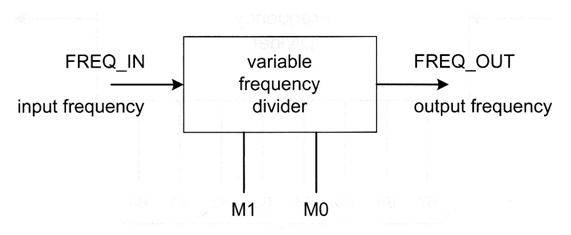 FREQ_IN
input frequency
variable
frequency
divider
FREQ_OUT
output frequency
M1
M0